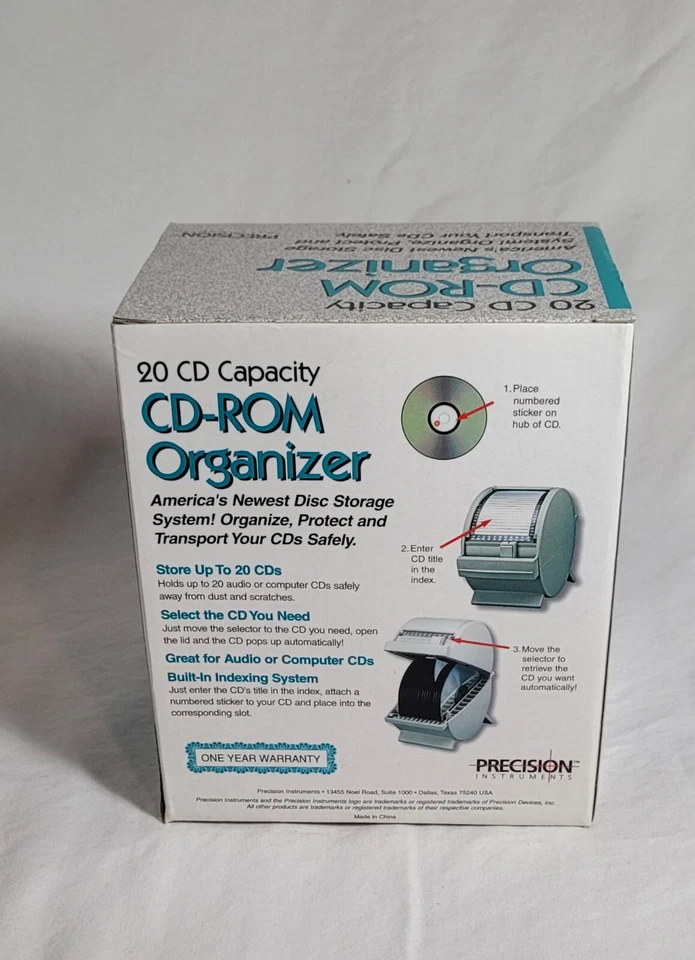 PRECISION
Transport Your CDs Safely.
System! Organize, Protect and
America's Newest Disc Storage
Organizer
CD-ROM
20 CD Capacity
20 CD Capacity
CD-ROM
Organizer
America's Newest Disc Storage
System! Organize, Protect and
Transport Your CDs Safely.
Store Up To 20 CDs
Holds up to 20 audio or computer CDs safely
away from dust and scratches.
Select the CD You Need
Just move the selector to the CD you need, open
the lid and the CD pops up automatically!
Great for Audio or Computer CDs
Built-In Indexing System
Just enter the CD's title in the index, attach a
numbered sticker to your CD and place into the
corresponding slot.
ONE YEAR WARRANTY
1. Place
numbered
sticker on
hub of CD.
2. Enter
CD title
in the
index.
3. Move the
selector to
retrieve the
CD you want
automatically!
PRECISION™
INSTRUMENTS
Precision Instruments • 13455 Noel Road, Suite 1000 • Dallas, Texas 75240 USA
Precision Instruments and the Precision Instruments logo are trademarks or registered trademarks of Precision Devices, Inc.
All other products are trademarks or registered trademarks of their respective companies.
Made in China